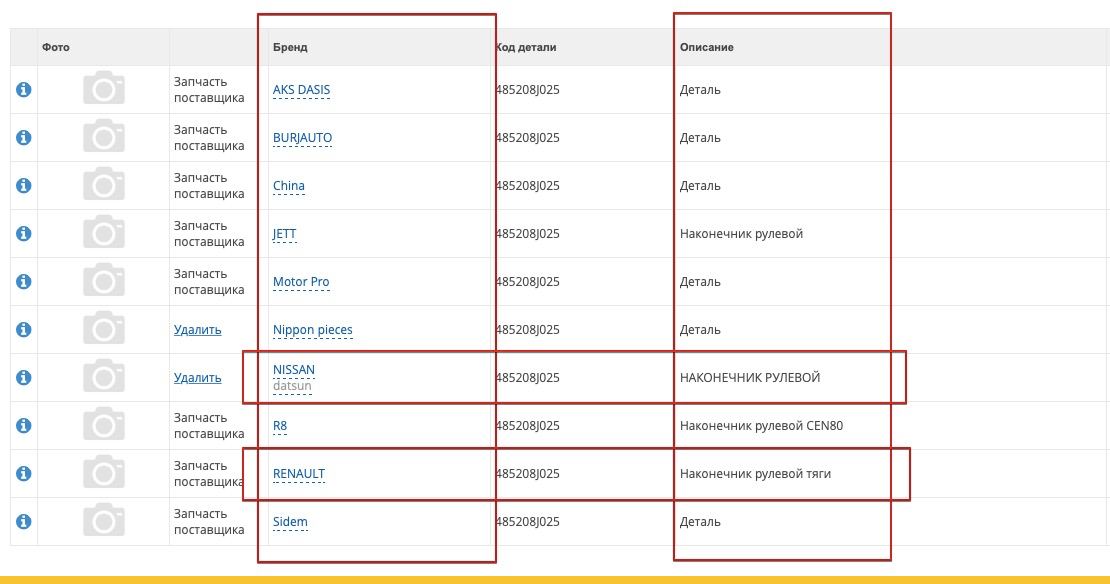 Фото Бренд Код детали Описание
Запчасть
поставщика AKS DASIS 485208J025 Деталь
Запчасть
поставщика BURJAUTO 485208J025 Деталь
Запчасть
поставщика China 485208J025 Деталь
Запчасть
поставщика JETT 485208J025 Наконечник рулевой
Запчасть
поставщика Motor Pro 485208J025 Деталь
Удалить Nippon pieces 485208J025 Деталь
Удалить NISSAN
datsun 485208J025 НАКОНЕЧНИК РУЛЕВОЙ
Запчасть
поставщика R8 485208J025 Наконечник рулевой CEN80
Запчасть
поставщика RENAULT 485208J025 Наконечник рулевой тяги
Запчасть
поставщика Sidem 485208J025 Деталь